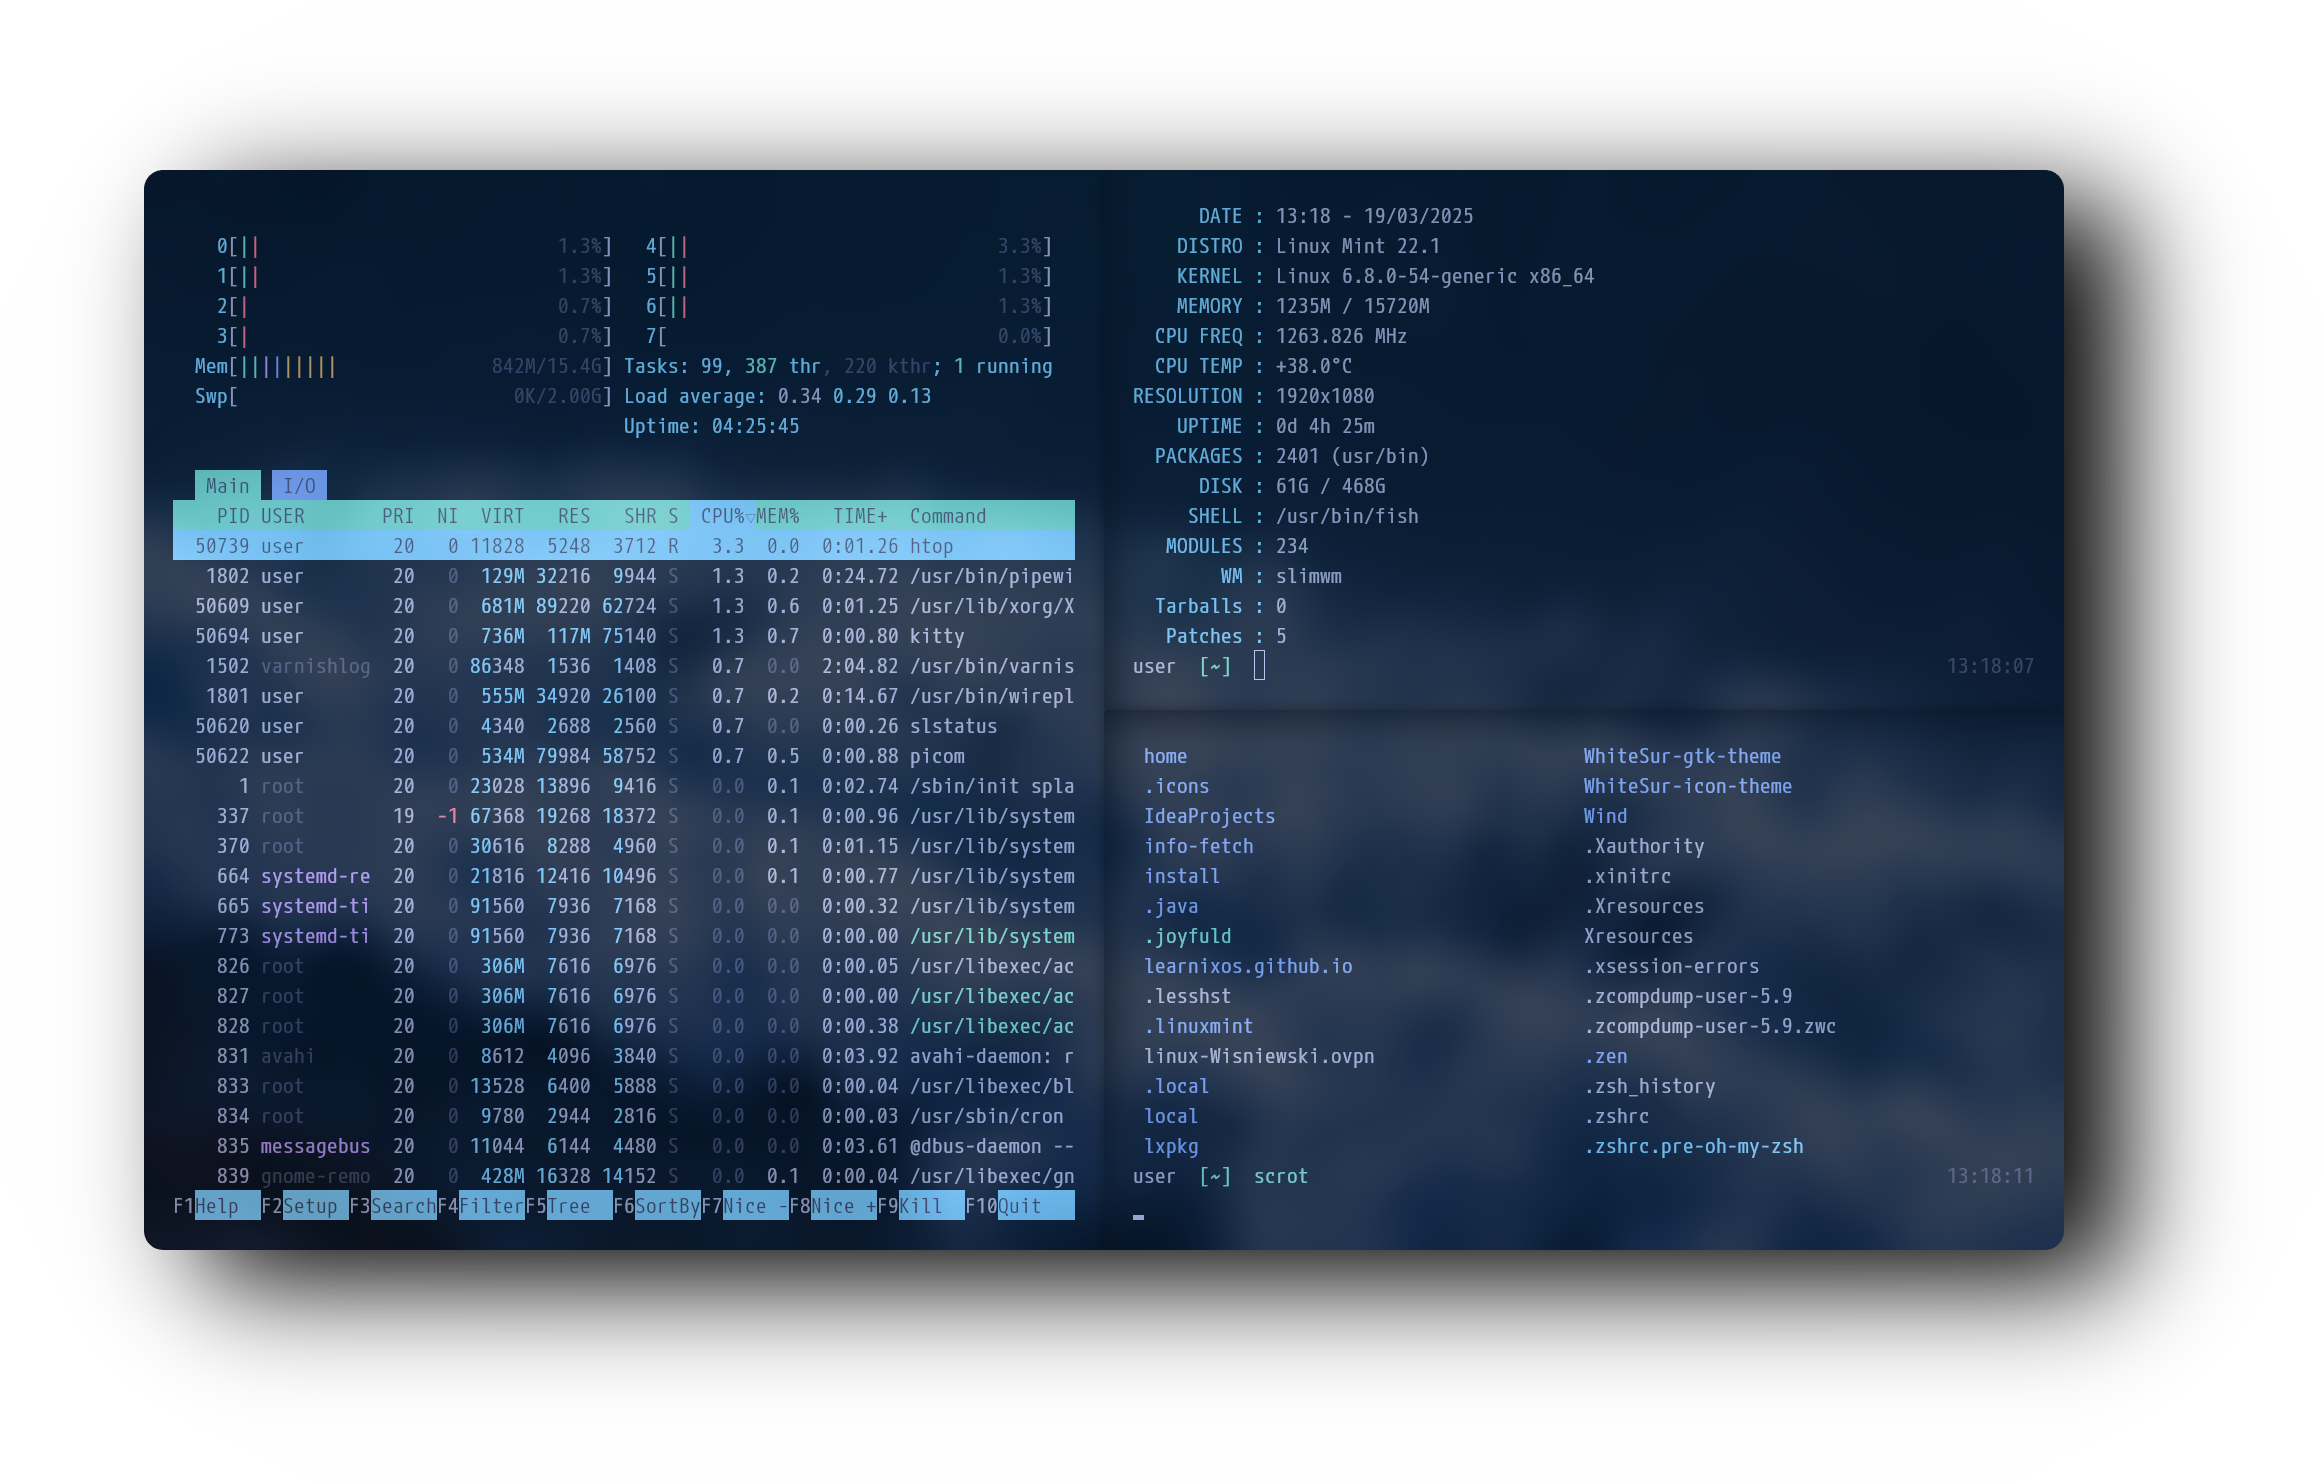 0[|| 1.3%] 4[|| 3.3%]
1[|| 1.3%] 5[|| 1.3%]
2[| 0.7%] 6[|| 1.3%]
3[| 0.7%] 7[ 0.0%]
Mem[||||||||| 842M/15.4G] Tasks: 99, 387 thr, 220 kthr; 1 running
Swp[ 0K/2.00G] Load average: 0.34 0.29 0.13
Uptime: 04:25:45
Main I/O
PID USER PRI NI VIRT RES SHR S CPU%▽MEM% TIME+ Command
50739 user 20 0 11828 5248 3712 R 3.3 0.0 0:01.26 htop
1802 user 20 0 129M 32216 9944 S 1.3 0.2 0:24.72 /usr/bin/pipewi
50609 user 20 0 681M 89220 62724 S 1.3 0.6 0:01.25 /usr/lib/xorg/X
50694 user 20 0 736M 117M 75140 S 1.3 0.7 0:00.80 kitty
1502 varnishlog 20 0 86348 1536 1408 S 0.7 0.0 2:04.82 /usr/bin/varnis
1801 user 20 0 555M 34920 26100 S 0.7 0.2 0:14.67 /usr/bin/wirepl
50620 user 20 0 4340 2688 2560 S 0.7 0.0 0:00.26 slstatus
50622 user 20 0 534M 79984 58752 S 0.7 0.5 0:00.88 picom
1 root 20 0 23028 13896 9416 S 0.0 0.1 0:02.74 /sbin/init spla
337 root 19 -1 67368 19268 18372 S 0.0 0.1 0:00.96 /usr/lib/system
370 root 20 0 30616 8288 4960 S 0.0 0.1 0:01.15 /usr/lib/system
664 systemd-re 20 0 21816 12416 10496 S 0.0 0.1 0:00.77 /usr/lib/system
665 systemd-ti 20 0 91560 7936 7168 S 0.0 0.0 0:00.32 /usr/lib/system
773 systemd-ti 20 0 91560 7936 7168 S 0.0 0.0 0:00.00 /usr/lib/system
826 root 20 0 306M 7616 6976 S 0.0 0.0 0:00.05 /usr/libexec/ac
827 root 20 0 306M 7616 6976 S 0.0 0.0 0:00.00 /usr/libexec/ac
828 root 20 0 306M 7616 6976 S 0.0 0.0 0:00.38 /usr/libexec/ac
831 avahi 20 0 8612 4096 3840 S 0.0 0.0 0:03.92 avahi-daemon: r
833 root 20 0 13528 6400 5888 S 0.0 0.0 0:00.04 /usr/libexec/bl
834 root 20 0 9780 2944 2816 S 0.0 0.0 0:00.03 /usr/sbin/cron
835 messagebus 20 0 11044 6144 4480 S 0.0 0.0 0:03.61 @dbus-daemon --
839 gnome-remo 20 0 428M 16328 14152 S 0.0 0.1 0:00.04 /usr/libexec/gn
F1Help F2Setup F3SearchF4FilterF5Tree F6SortByF7Nice -F8Nice +F9Kill F10Quit
DATE : 13:18 - 19/03/2025
DISTRO : Linux Mint 22.1
KERNEL : Linux 6.8.0-54-generic x86_64
MEMORY : 1235M / 15720M
CPU FREQ : 1263.826 MHz
CPU TEMP : +38.0°C
RESOLUTION : 1920x1080
UPTIME : 0d 4h 25m
PACKAGES : 2401 (usr/bin)
DISK : 61G / 468G
SHELL : /usr/bin/fish
MODULES : 234
WM : slimwm
Tarballs : 0
Patches : 5
user [~] 13:18:07
home WhiteSur-gtk-theme
.icons WhiteSur-icon-theme
IdeaProjects Wind
info-fetch .Xauthority
install .xinitrc
.java .Xresources
.joyfuld Xresources
learnixos.github.io .xsession-errors
.lesshst .zcompdump-user-5.9
.linuxmint .zcompdump-user-5.9.zwc
linux-Wisniewski.ovpn .zen
.local .zsh_history
local .zshrc
lxpkg .zshrc.pre-oh-my-zsh
user [~] scrot 13:18:11